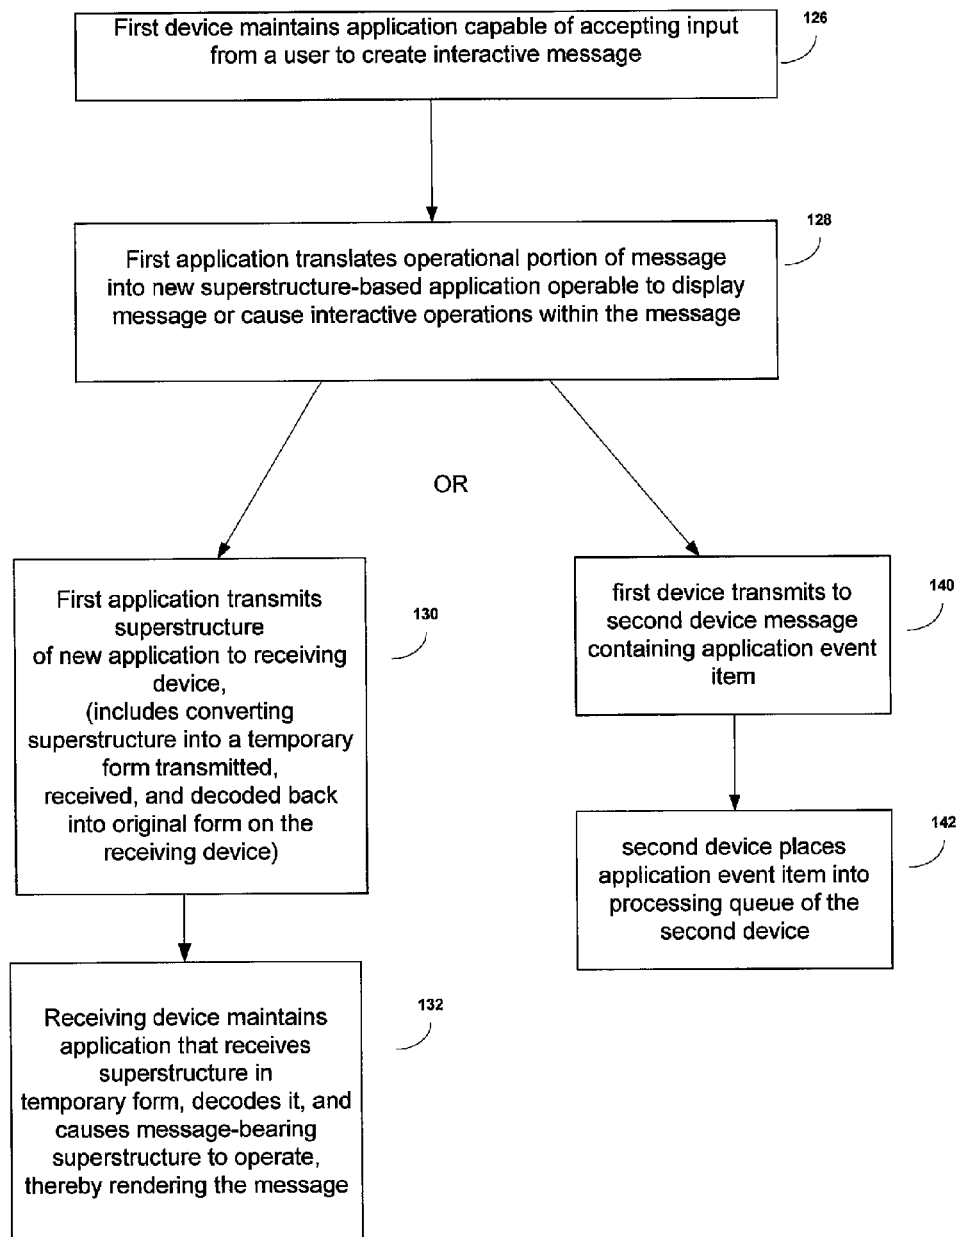 First device maintains application capable of accepting input
from a user to create interactive message
126
First application translates operational portion of message
into new superstructure-based application operable to display
message or cause interactive operations within the message
128
OR
First application transmits
superstructure
of new application to receiving
device,
(includes converting
superstructure into a temporary
form transmitted,
received, and decoded back
into original form on the
receiving device)
130
Receiving device maintains
application that receives
superstructure in
temporary form, decodes it, and
causes message-bearing
superstructure to operate,
thereby rendering the message
132
first device transmits to
second device message
containing application event
item
140
second device places
application event item into
processing queue of the
second device
142